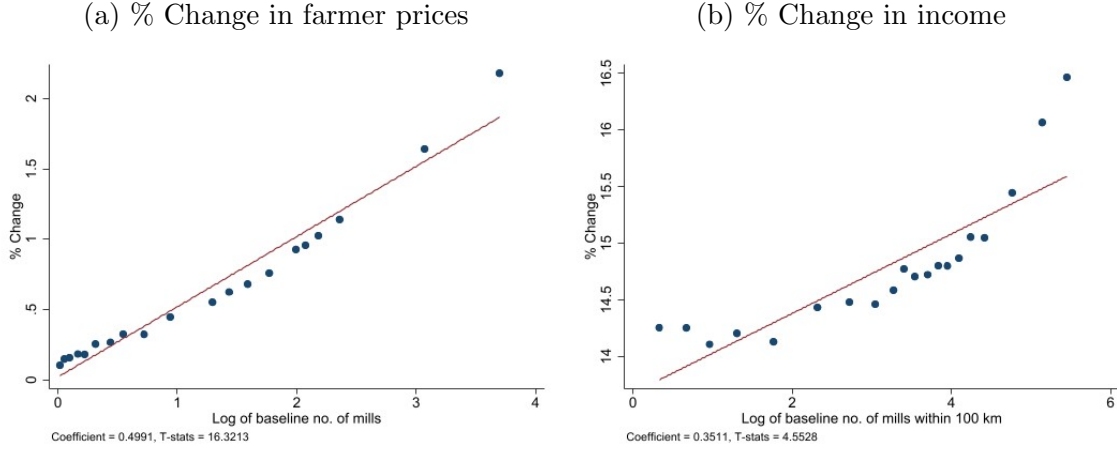 (a) % Change in farmer prices
% Change
2
1.5
1
.5
0
0 1 2 3 4
Log of baseline no. of mills
Coefficient = 0.4991, T-stats = 16.3213
(b) % Change in income
% Change
16.5
16
15.5
15
14.5
14
0 2 4 6
Log of baseline no. of mills within 100 km
Coefficient = 0.3511, T-stats = 4.5528